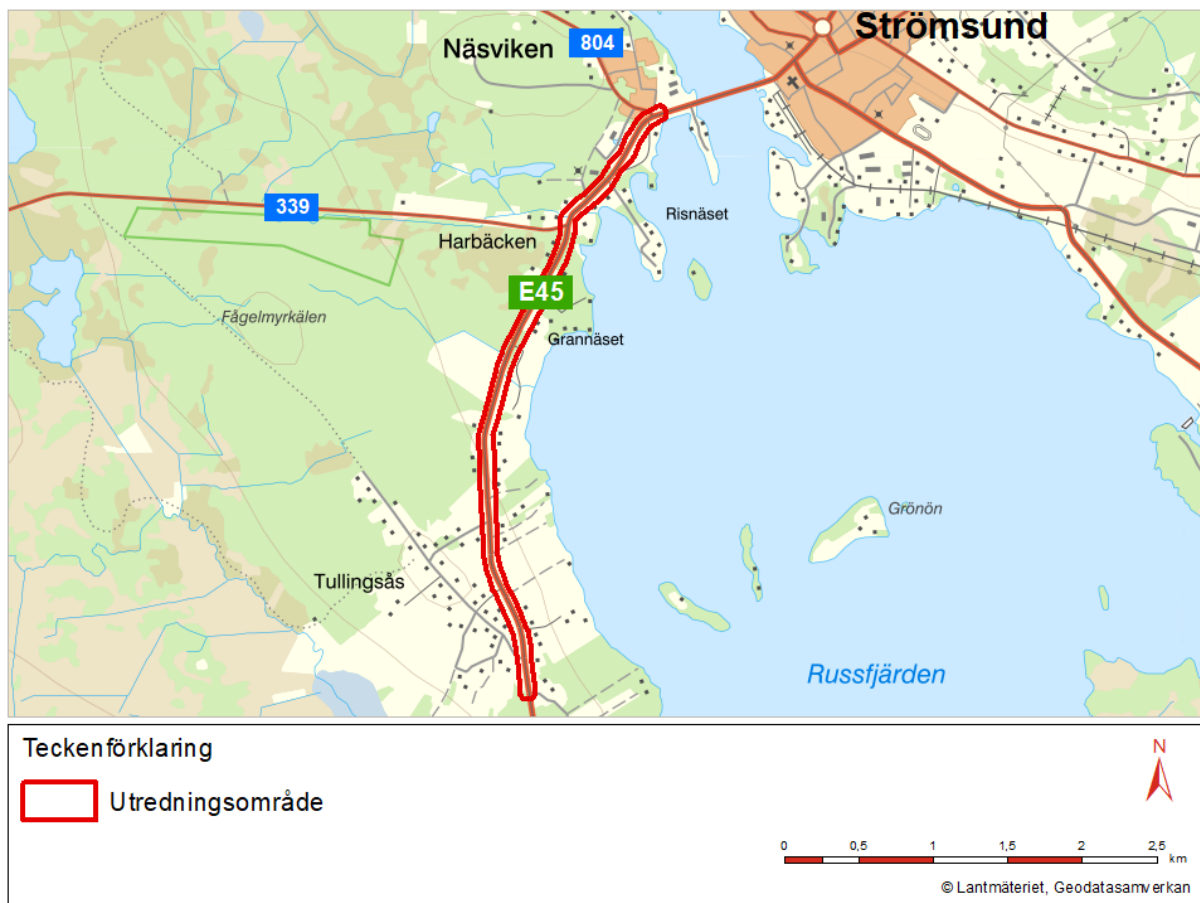 Strömsund
Näsviken
804
339
Risnäset
Harbäcken
E45
Fågelmyrkälen
Grannäset
Grönön
Tullingsås
Russfjärden
Teckenförklaring
Utredningsområde
N
0 0,5 1 1,5 2 2,5
km
© Lantmäteriet, Geodatasamverkan